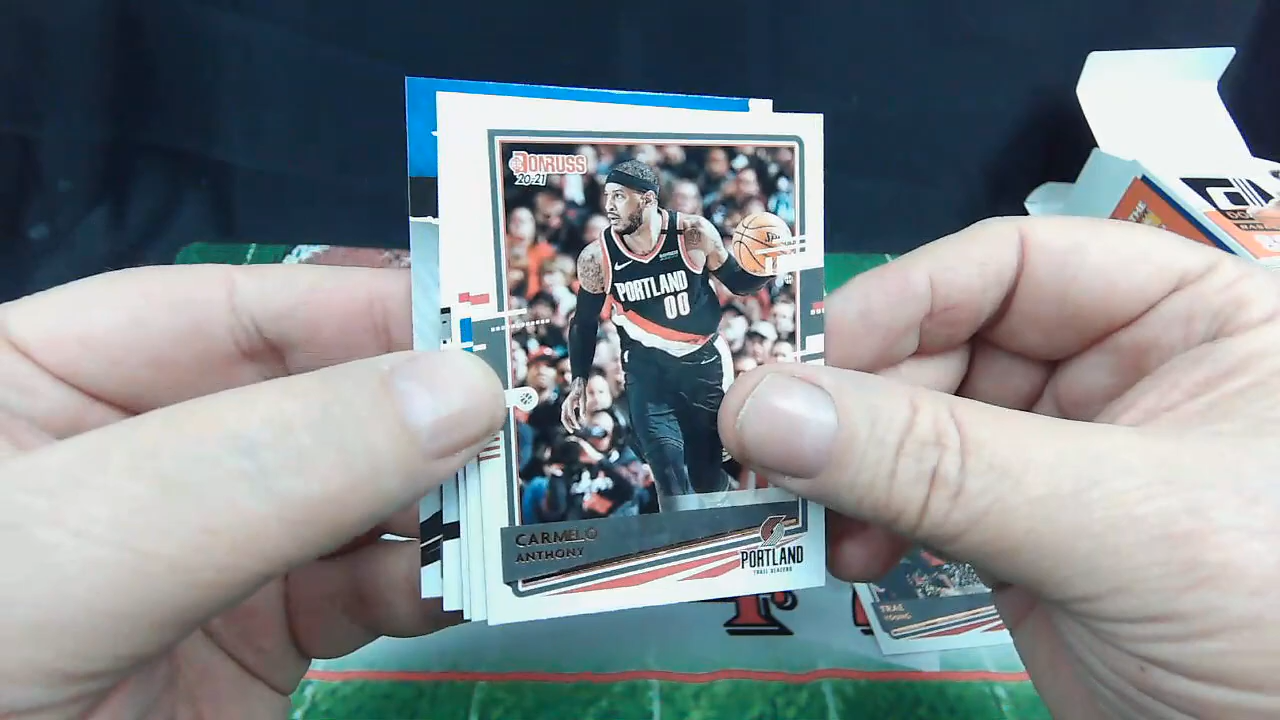 DONRUSS
20-21
PORTLAND
00
CARMELO
ANTHONY
PORTLAND
TRAIL BLAZERS
TRAE
YOUNG